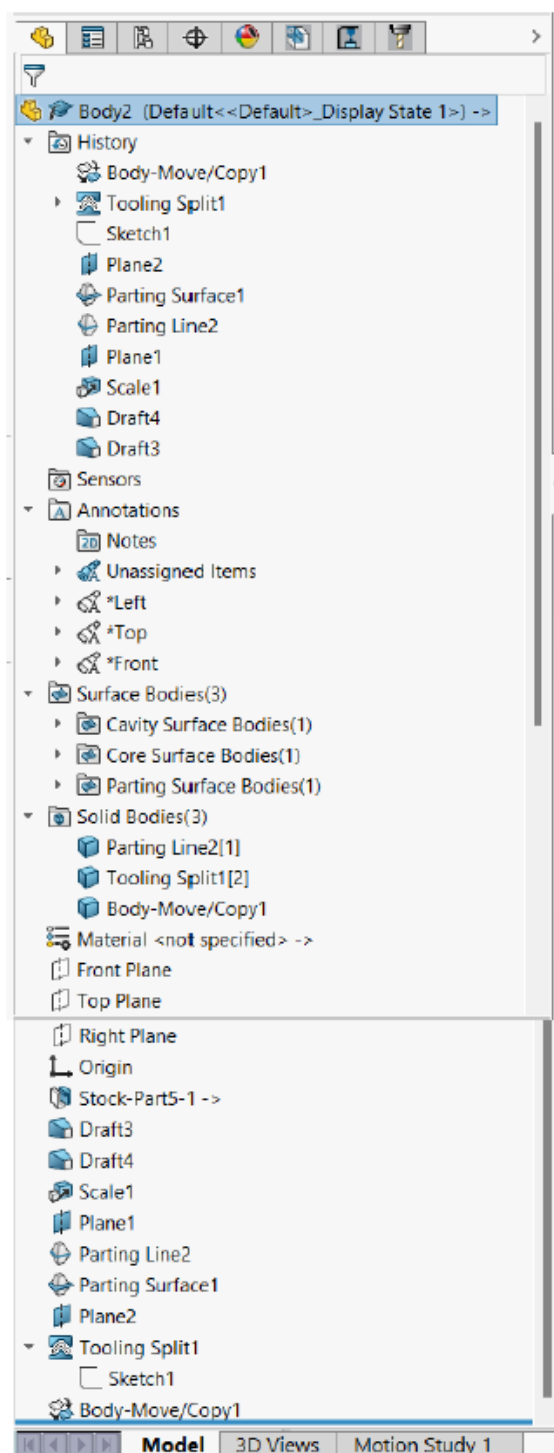 Body2 (Default<<Default>_Display State 1>) ->
History
Body-Move/Copy1
Tooling Split1
Sketch1
Plane2
Parting Surface1
Parting Line2
Plane1
Scale1
Draft4
Draft3
Sensors
Annotations
Notes
Unassigned Items
*Left
*Top
*Front
Surface Bodies(3)
Cavity Surface Bodies(1)
Core Surface Bodies(1)
Parting Surface Bodies(1)
Solid Bodies(3)
Parting Line2[1]
Tooling Split1[2]
Body-Move/Copy1
Material <not specified> ->
Front Plane
Top Plane
Right Plane
Origin
Stock-Part5-1 ->
Draft3
Draft4
Scale1
Plane1
Parting Line2
Parting Surface1
Plane2
Tooling Split1
Sketch1
Body-Move/Copy1
Model 3D Views Motion Study 1